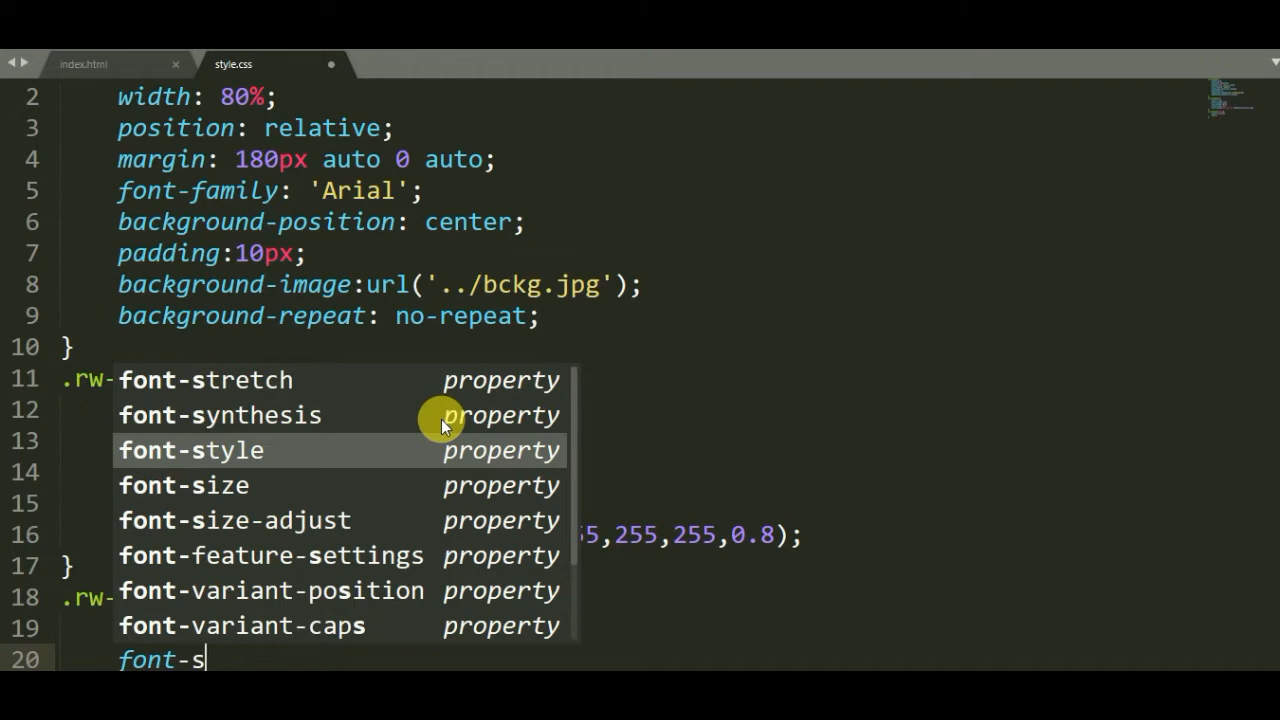 index.html × style.css
2 width: 80%;
3 position: relative;
4 margin: 180px auto 0 auto;
5 font-family: 'Arial';
6 background-position: center;
7 padding:10px;
8 background-image:url('../bckg.jpg');
9 background-repeat: no-repeat;
10 }
11 .rw- font-stretch property
12 font-synthesis property
13 font-style property
14 font-size property
15 font-size-adjust property
16 5,255,255,0.8);
font-feature-settings property
17 }
font-variant-position property
18 .rw-
19 font-variant-caps property
20 font-s